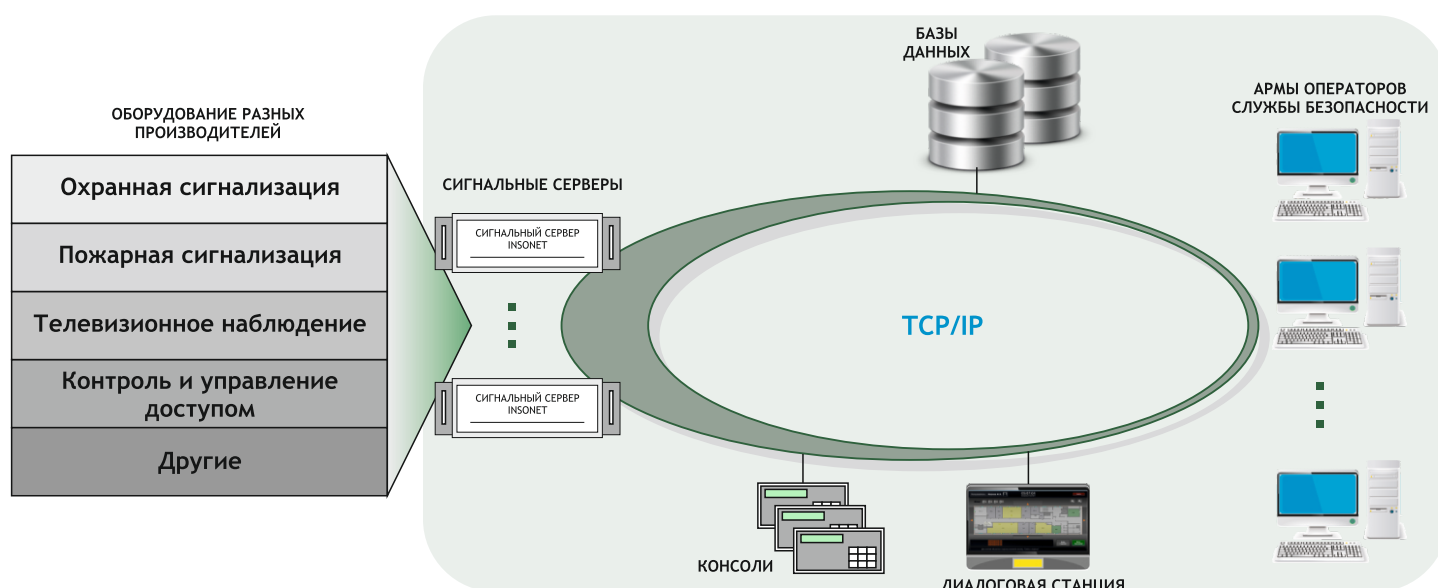 БАЗЫ
ДАННЫХ
АРМЫ ОПЕРАТОРОВ
СЛУЖБЫ БЕЗОПАСНОСТИ
ОБОРУДОВАНИЕ РАЗНЫХ
ПРОИЗВОДИТЕЛЕЙ
Охранная сигнализация
Пожарная сигнализация
Телевизионное наблюдение
Контроль и управление
доступом
Другие
СИГНАЛЬНЫЕ СЕРВЕРЫ
СИГНАЛЬНЫЙ СЕРВЕР
INSONET
СИГНАЛЬНЫЙ СЕРВЕР
INSONET
TCP/IP
КОНСОЛИ
ДИАЛОГОВАЯ СТАНЦИЯ